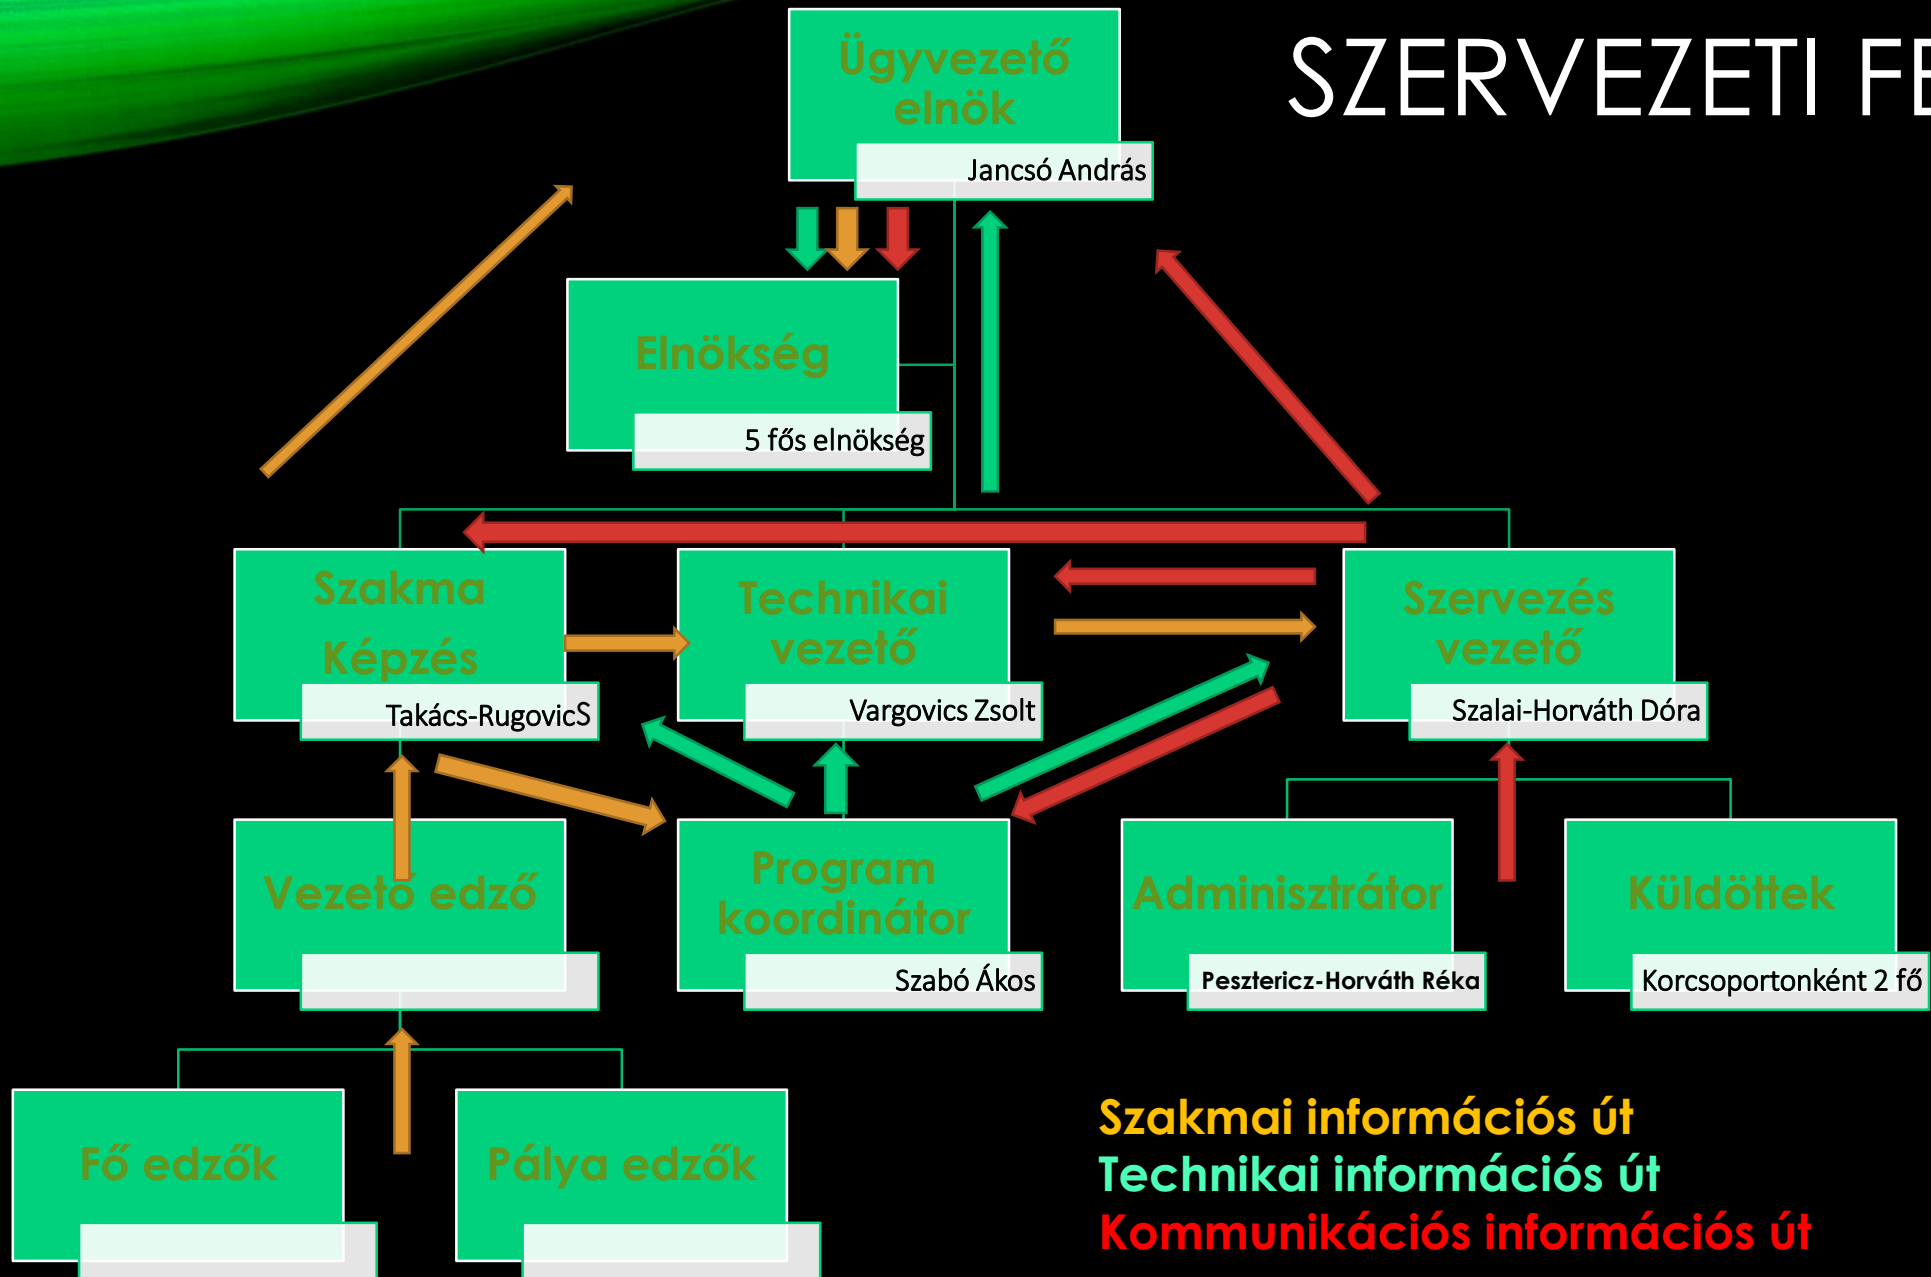 SZERVEZETI FE
Ügyvezető
elnök
Jancsó András
Elnökség
5 fős elnökség
Szakma
Képzés
Takács-RugovicS
Technikai
vezető
Vargovics Zsolt
Szervezés
vezető
Szalai-Horváth Dóra
Vezető edző
Program
koordinátor
Szabó Ákos
Adminisztrátor
Pesztericz-Horváth Réka
Küldöttek
Korcsoportonként 2 fő
Fő edzők
Pálya edzők
Szakmai információs út
Technikai információs út
Kommunikációs információs út